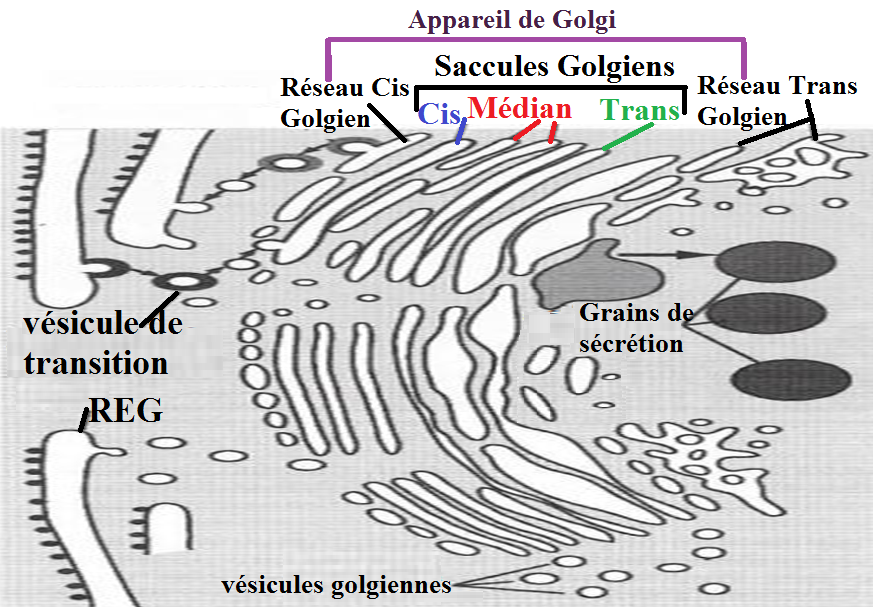 Appareil de Golgi
Saccules Golgiens
Réseau Cis
Golgien
Cis
Médian
Trans
Réseau Trans
Golgien
vésicule de
transition
Grains de
sécrétion
REG
vésicules golgiennes